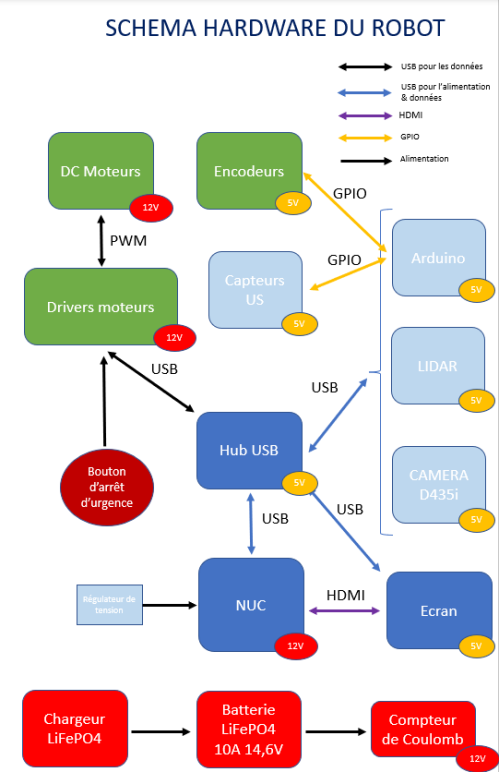 SCHEMA HARDWARE DU ROBOT
USB pour les données
USB pour l'alimentation
& données
HDMI
GPIO
Alimentation
DC Moteurs
12V
Encodeurs
5V
GPIO
PWM
GPIO
Capteurs
US
5V
Arduino
5V
Drivers moteurs
12V
USB
LIDAR
5V
USB
Hub USB
5V
CAMERA
D435i
5V
Bouton
d'arrêt
d'urgence
USB
USB
Régulateur de
tension
NUC
12V
HDMI
Ecran
5V
Chargeur
LiFePO4
Batterie
LiFePO4
10A 14,6V
Compteur
de Coulomb
12V